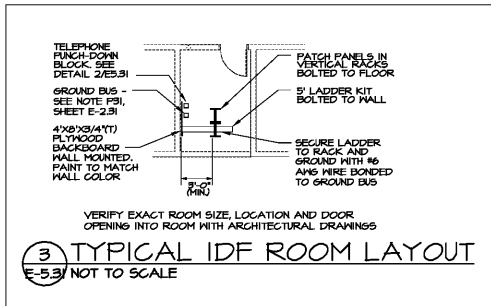 TELEPHONE
PUNCH-DOWN
BLOCK. SEE
DETAIL 2/E5.31
GROUND BUS -
SEE NOTE P31,
SHEET E-2.31
4'X8'X3/4"(T)
PLYWOOD
BACKBOARD
WALL MOUNTED.
PAINT TO MATCH
WALL COLOR
PATCH PANELS IN
VERTICAL RACKS
BOLTED TO FLOOR
5' LADDER KIT
BOLTED TO WALL
SECURE LADDER
TO RACK AND
GROUND WITH #6
AWG WIRE BONDED
TO GROUND BUS
3'-0"
(MIN.)
VERIFY EXACT ROOM SIZE, LOCATION AND DOOR
OPENING INTO ROOM WITH ARCHITECTURAL DRAWINGS
3 TYPICAL IDF ROOM LAYOUT
E-5.31 NOT TO SCALE